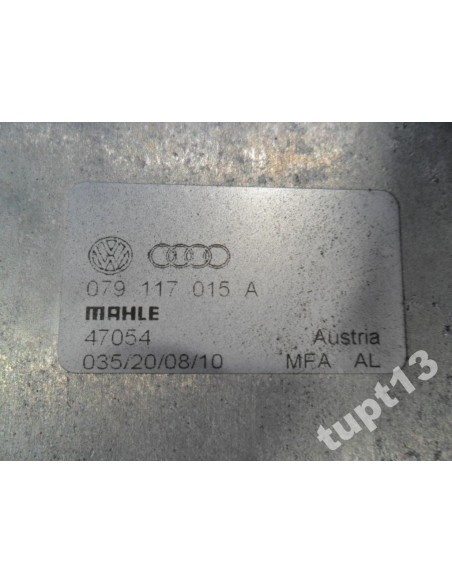 079 117 015 A
MAHLE
47054 Austria
035/20/08/10 MFA AL
tupt13